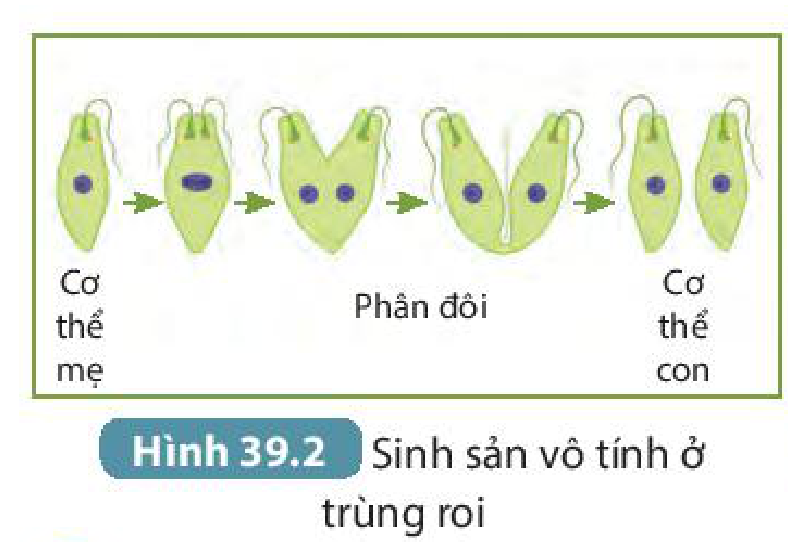 Cơ
thể
mẹ
Phân đôi
Cơ
thể
con
Hình 39.2 Sinh sản vô tính ở
trùng roi